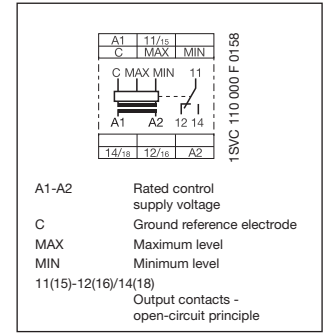 A1 11/15
C MAX MIN
C MAX MIN 11
A1 A2 12 14
14/18 12/16 A2
1SVC 110 000 F 0158
A1-A2 Rated control
supply voltage
C Ground reference electrode
MAX Maximum level
MIN Minimum level
11(15)-12(16)/14(18)
Output contacts -
open-circuit principle